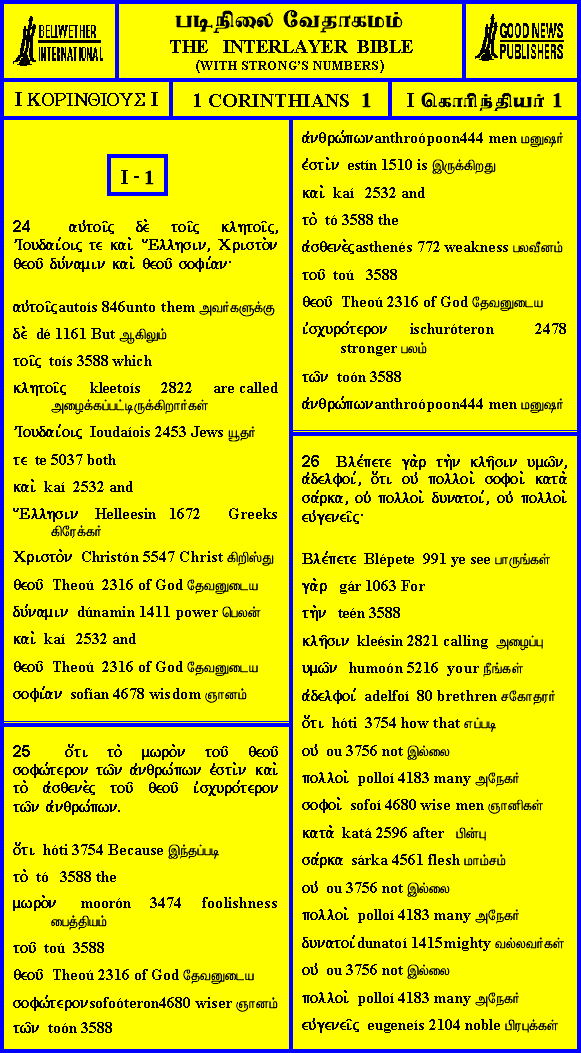 BELLWETHER
INTERNATIONAL
படிநிலை வேதாகமம்
THE INTERLAYER BIBLE
(WITH STRONG'S NUMBERS)
GOOD NEWS
PUBLISHERS
Ι ΚΟΡΙΝΘΙΟΥΣ Ι
1 CORINTHIANS 1
I கொரிந்தியர் 1
I - 1
24 αὐτοῖς δὲ τοῖς κλητοῖς,
Ἰουδαίοις τε καὶ Ἕλλησιν, Χριστὸν
θεοῦ δύναμιν καὶ θεοῦ σοφίαν·
αὐτοῖς autoís 846unto them அவர்களுக்கு
δὲ dé 1161 But ஆகிலும்
τοῖς toís 3588 which
κλητοῖς kleetoís 2822 are called
அழைக்கப்பட்டிருக்கிறார்கள்
Ἰουδαίοις Ioudaíois 2453 Jews யூதர்
τε te 5037 both
καὶ kaí 2532 and
Ἕλλησιν Helleesin 1672 Greeks
கிரேக்கர்
Χριστὸν Christón 5547 Christ கிறிஸ்து
θεοῦ Theoú 2316 of God தேவனுடைய
δύναμιν dúnamin 1411 power பெலன்
καὶ kaí 2532 and
θεοῦ Theoú 2316 of God தேவனுடைய
σοφίαν sofían 4678 wisdom ஞானம்
25 ὅτι τὸ μωρὸν τοῦ θεοῦ
σοφώτερον τῶν ἀνθρώπων ἐστὶν καὶ
τὸ ἀσθενὲς τοῦ θεοῦ ἰσχυρότερον
τῶν ἀνθρώπων.
ὅτι hóti 3754 Because இந்தப்படி
τὸ tó 3588 the
μωρὸν moorón 3474 foolishness
பைத்தியம்
τοῦ toú 3588
θεοῦ Theoú 2316 of God தேவனுடைய
σοφώτερον sofoóteron4680 wiser ஞானம்
τῶν toón 3588
ἀνθρώπων anthroópoon444 men மனுஷர்
ἐστὶν estín 1510 is இருக்கிறது
καὶ kaí 2532 and
τὸ tó 3588 the
ἀσθενὲς asthenés 772 weakness பலவீனம்
τοῦ toú 3588
θεοῦ Theoú 2316 of God தேவனுடைய
ἰσχυρότερον ischuróteron 2478
stronger பலம்
τῶν toón 3588
ἀνθρώπων anthroópoon444 men மனுஷர்
26 Βλέπετε γὰρ τὴν κλῆσιν υμῶν,
ἀδελφοί, ὅτι οὐ πολλοὶ σοφοὶ κατὰ
σάρκα, οὐ πολλοὶ δυνατοί, οὐ πολλοὶ
εὐγενεῖς·
Βλέπετε Blépete 991 ye see பாருங்கள்
γὰρ gár 1063 For
τὴν teén 3588
κλῆσιν kleésin 2821 calling அழைப்பு
υμῶν humoón 5216 your நீங்கள்
ἀδελφοί adelfoí 80 brethren சகோதரர்
ὅτι hóti 3754 how that எப்படி
οὐ ou 3756 not இல்லை
πολλοὶ polloí 4183 many அநேகர்
σοφοὶ sofoí 4680 wise men ஞானிகள்
κατὰ katá 2596 after பின்பு
σάρκα sárka 4561 flesh மாம்சம்
οὐ ou 3756 not இல்லை
πολλοὶ polloí 4183 many அநேகர்
δυνατοί dunatoí 1415mighty வல்லவர்கள்
οὐ ou 3756 not இல்லை
πολλοὶ polloí 4183 many அநேகர்
εὐγενεῖς eugeneís 2104 noble பிரபுக்கள்